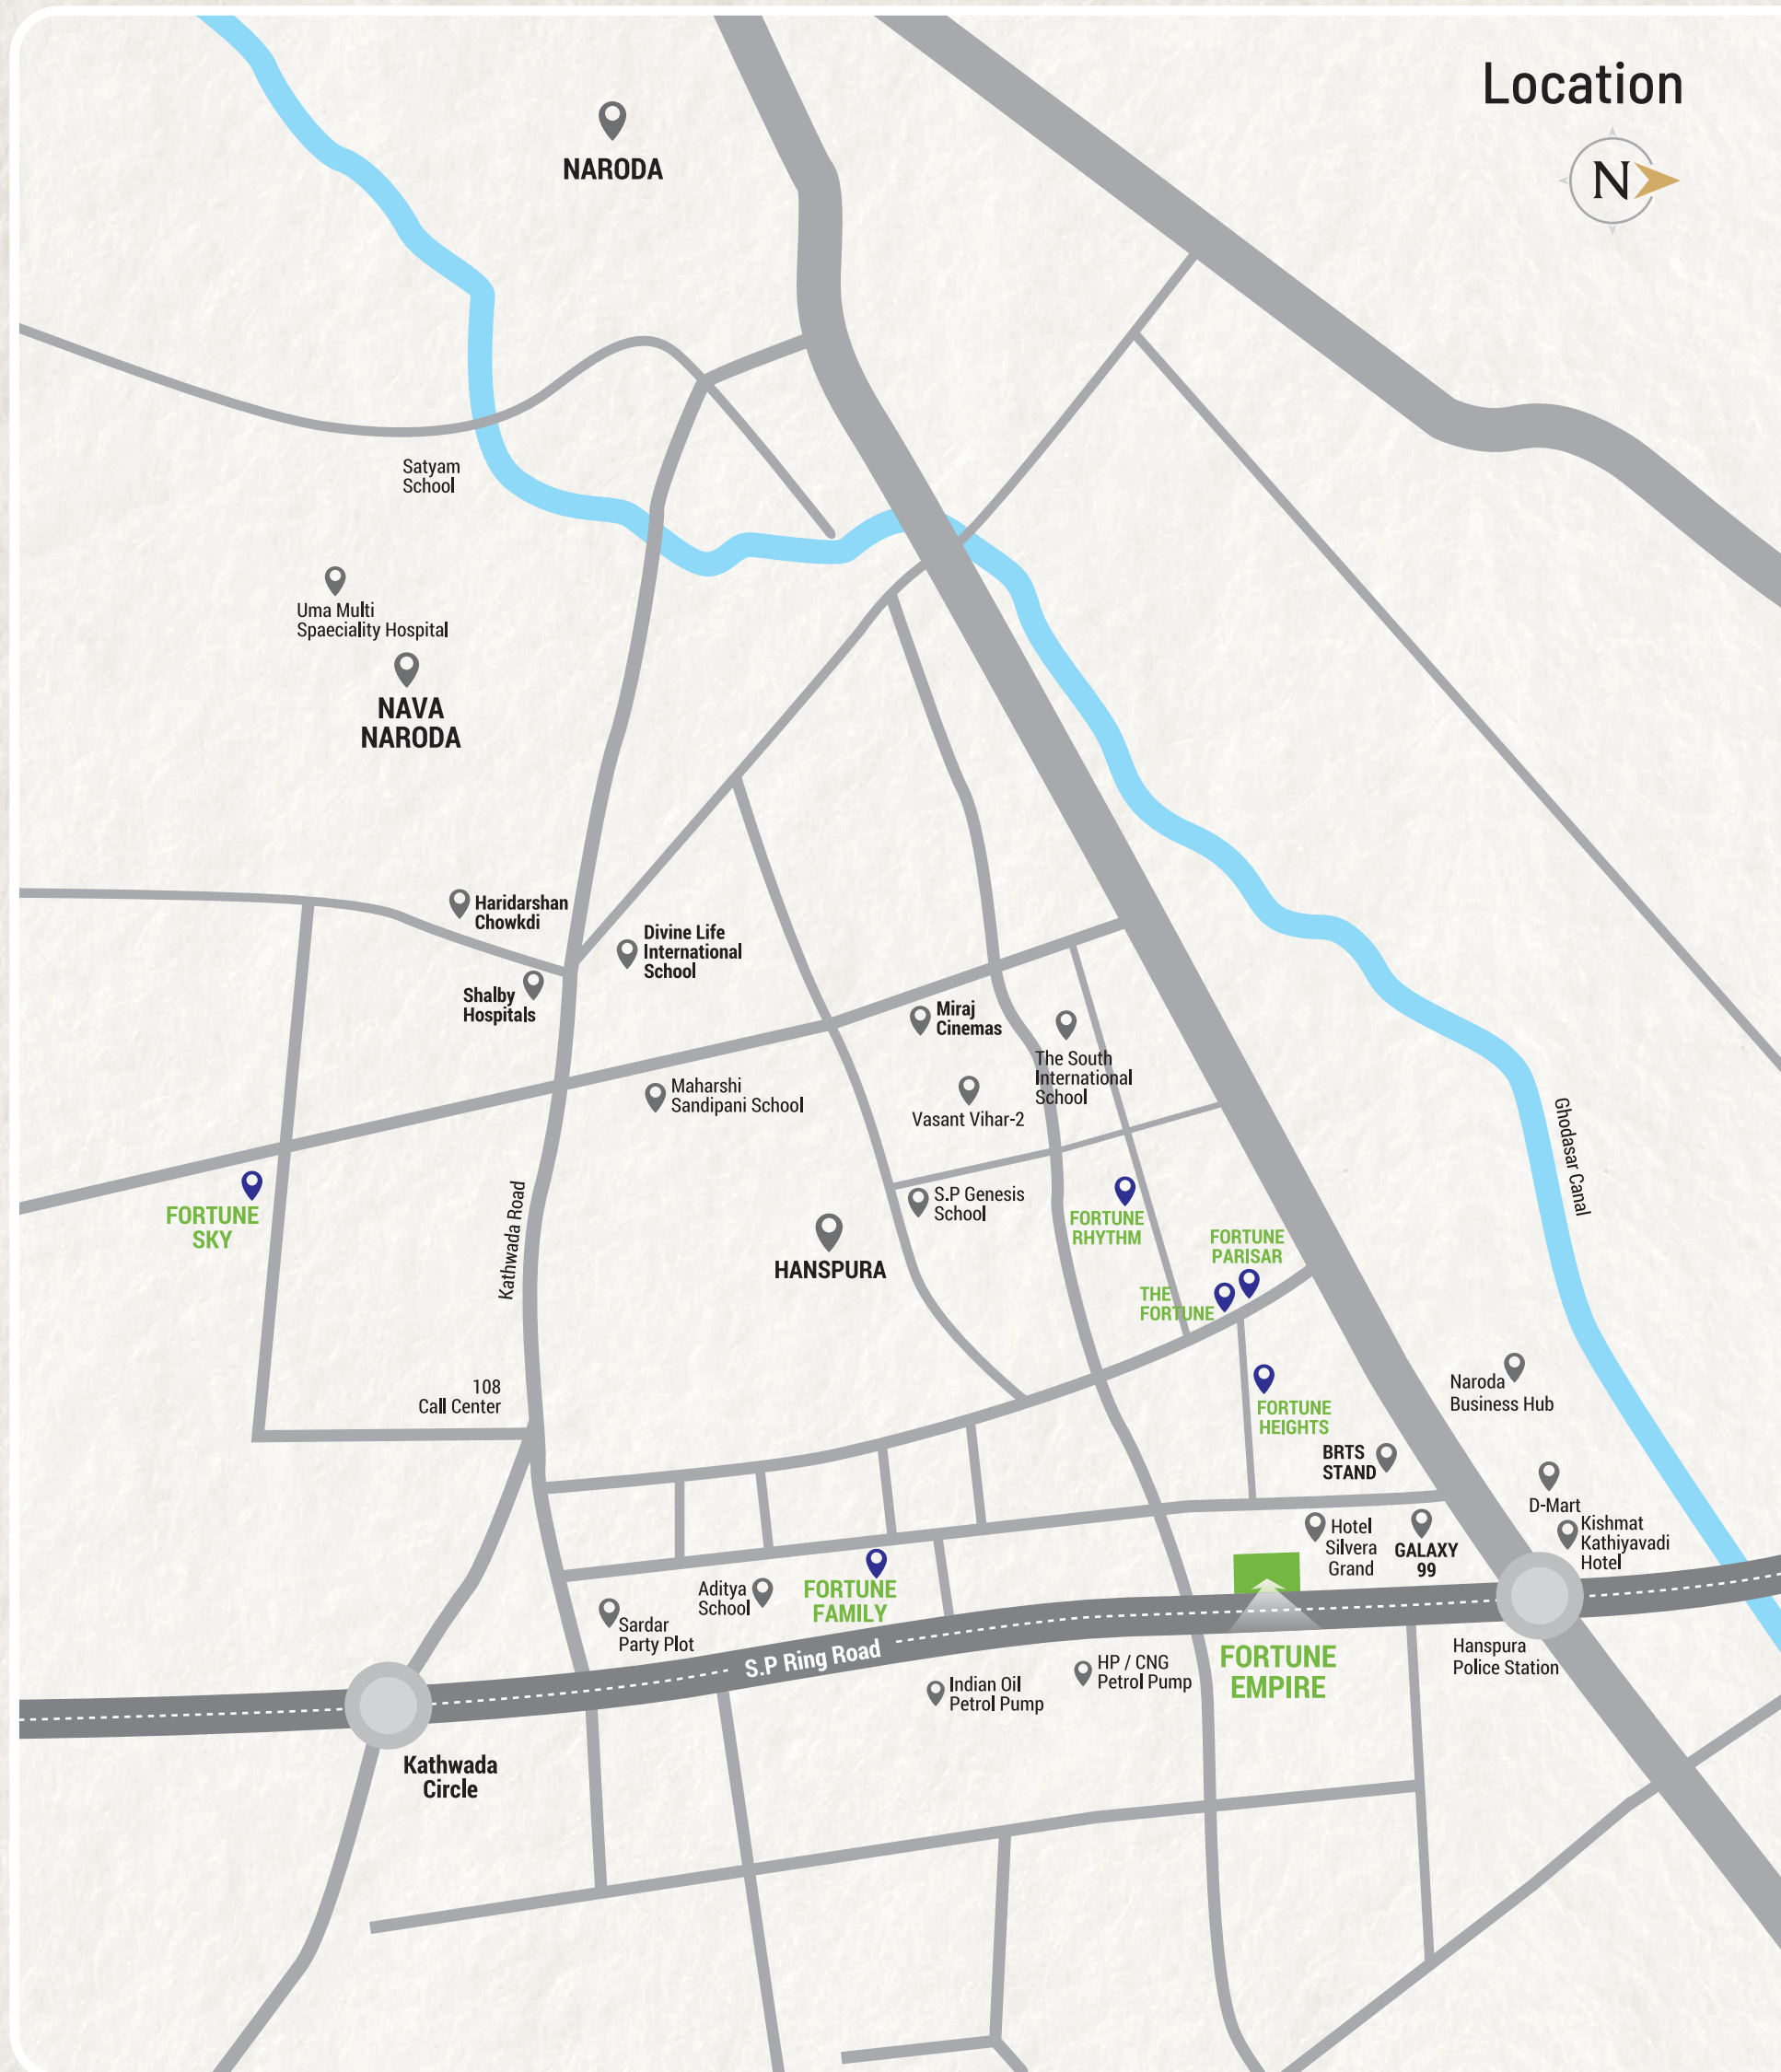 Location
N
NARODA
Satyam
School
Uma Multi
Spaeciality Hospital
NAVA
NARODA
Haridarshan
Chowkdi
Divine Life
International
School
Shalby
Hospitals
Miraj
Cinemas
The South
International
School
Maharshi
Sandipani School
Vasant Vihar-2
Ghodasar Canal
Kathwada Road
FORTUNE
SKY
S.P Genesis
School
FORTUNE
RHYTHM
FORTUNE
PARISAR
HANSPURA
THE
FORTUNE
108
Call Center
Naroda
Business Hub
FORTUNE
HEIGHTS
BRTS
STAND
D-Mart
Kishmat
Kathiyavadi
Hotel
Hotel
Silvera
Grand
GALAXY
99
Aditya
School
FORTUNE
FAMILY
Sardar
Party Plot
S.P Ring Road
Hanspura
Police Station
FORTUNE
EMPIRE
HP / CNG
Petrol Pump
Indian Oil
Petrol Pump
Kathwada
Circle